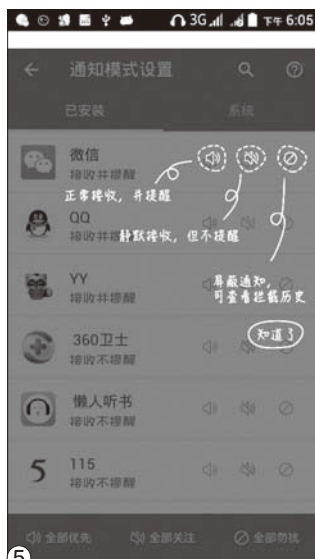 3G 下午 6:05
通知模式设置
已安装 系统
微信
接收并提醒
正常接收，并提醒
QQ
接收并提醒
静默接收，但不提醒
YY
接收并提醒
屏蔽通知，
可查看拦截历史
知道了
360卫士
接收不提醒
懒人听书
接收不提醒
5 115
接收不提醒
全部优先 全部关注 全部勿扰
⑤